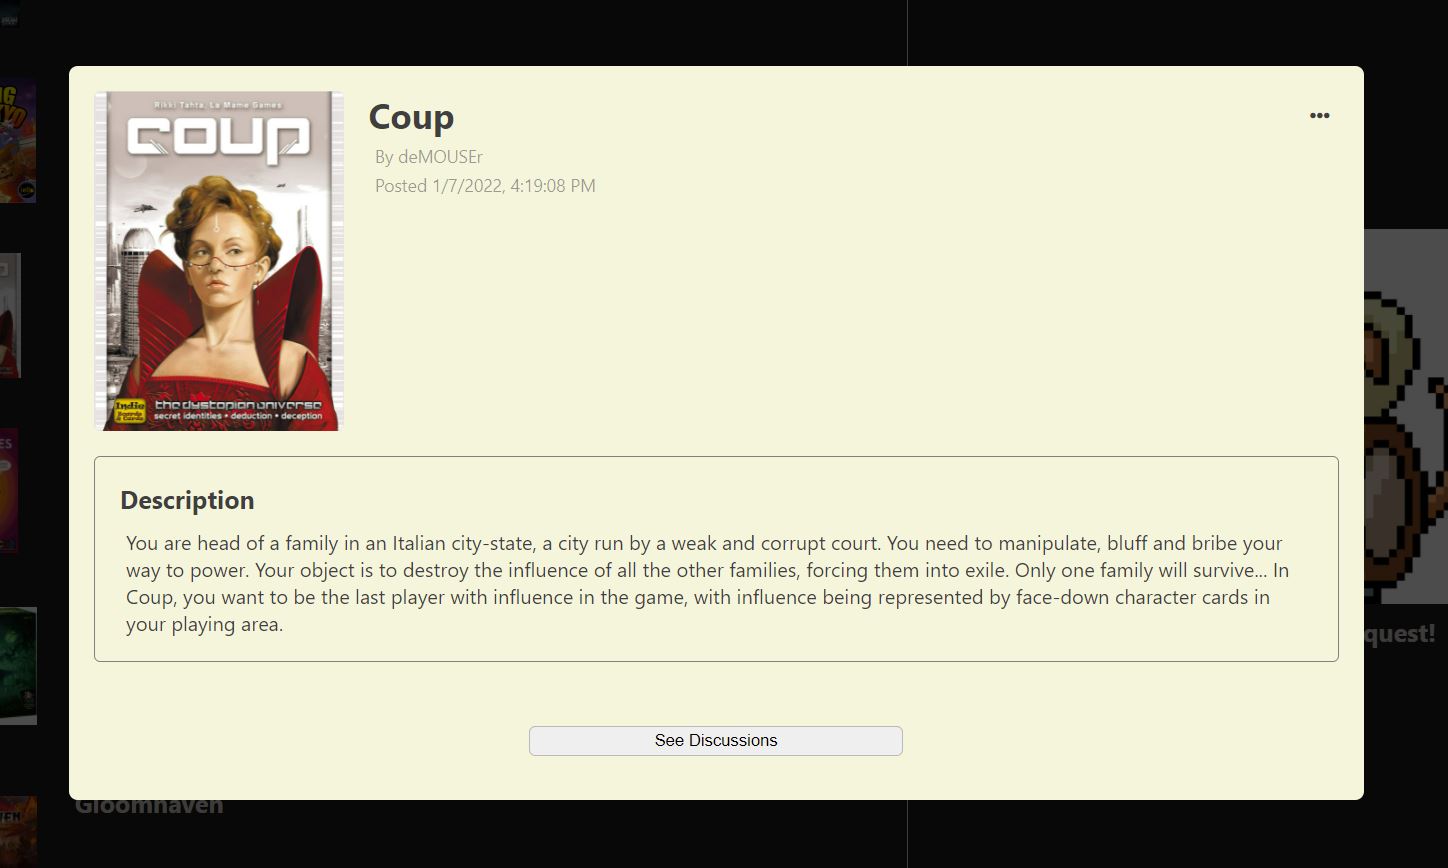 Rikki Tahta, La Mame Games
COUP
Coup
By deMOUSEr
Posted 1/7/2022, 4:19:08 PM
Indie
Boards
& Cards
the dystopian universe
secret identities • deduction • deception
Description
You are head of a family in an Italian city-state, a city run by a weak and corrupt court. You need to manipulate, bluff and bribe your
way to power. Your object is to destroy the influence of all the other families, forcing them into exile. Only one family will survive... In
Coup, you want to be the last player with influence in the game, with influence being represented by face-down character cards in
your playing area.
quest!
See Discussions
Gloomhaven